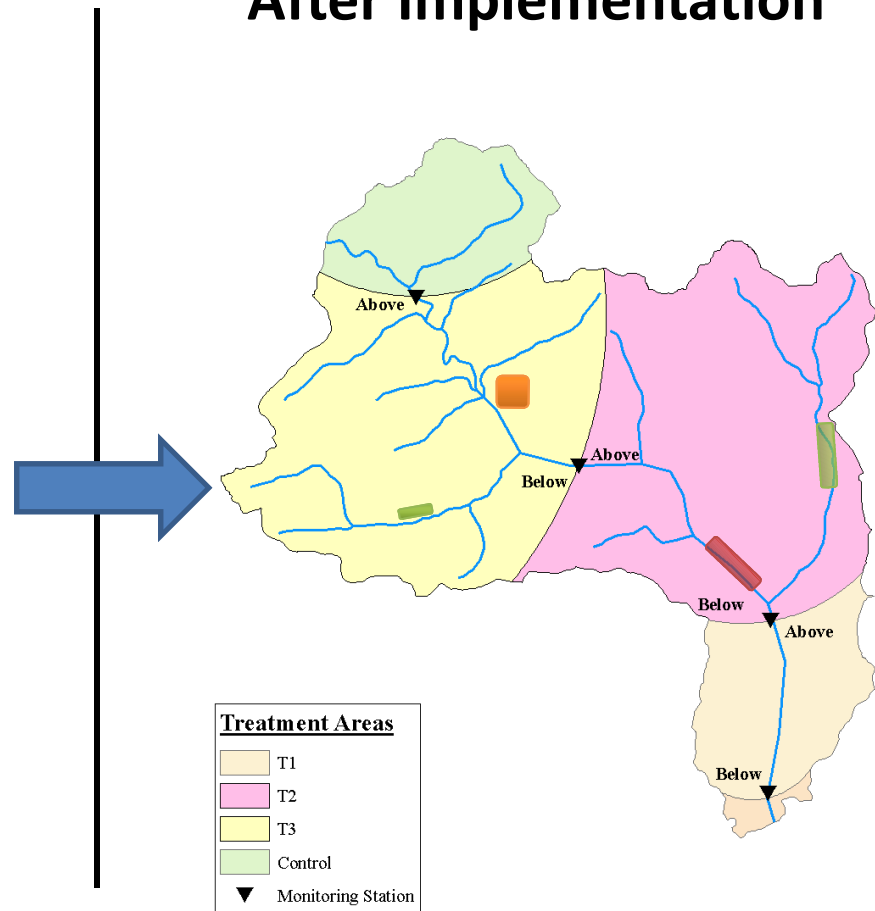 After Implementation
Above
Above
Below
Below
Above
Below
Treatment Areas
T1
T2
T3
Control
Monitoring Station